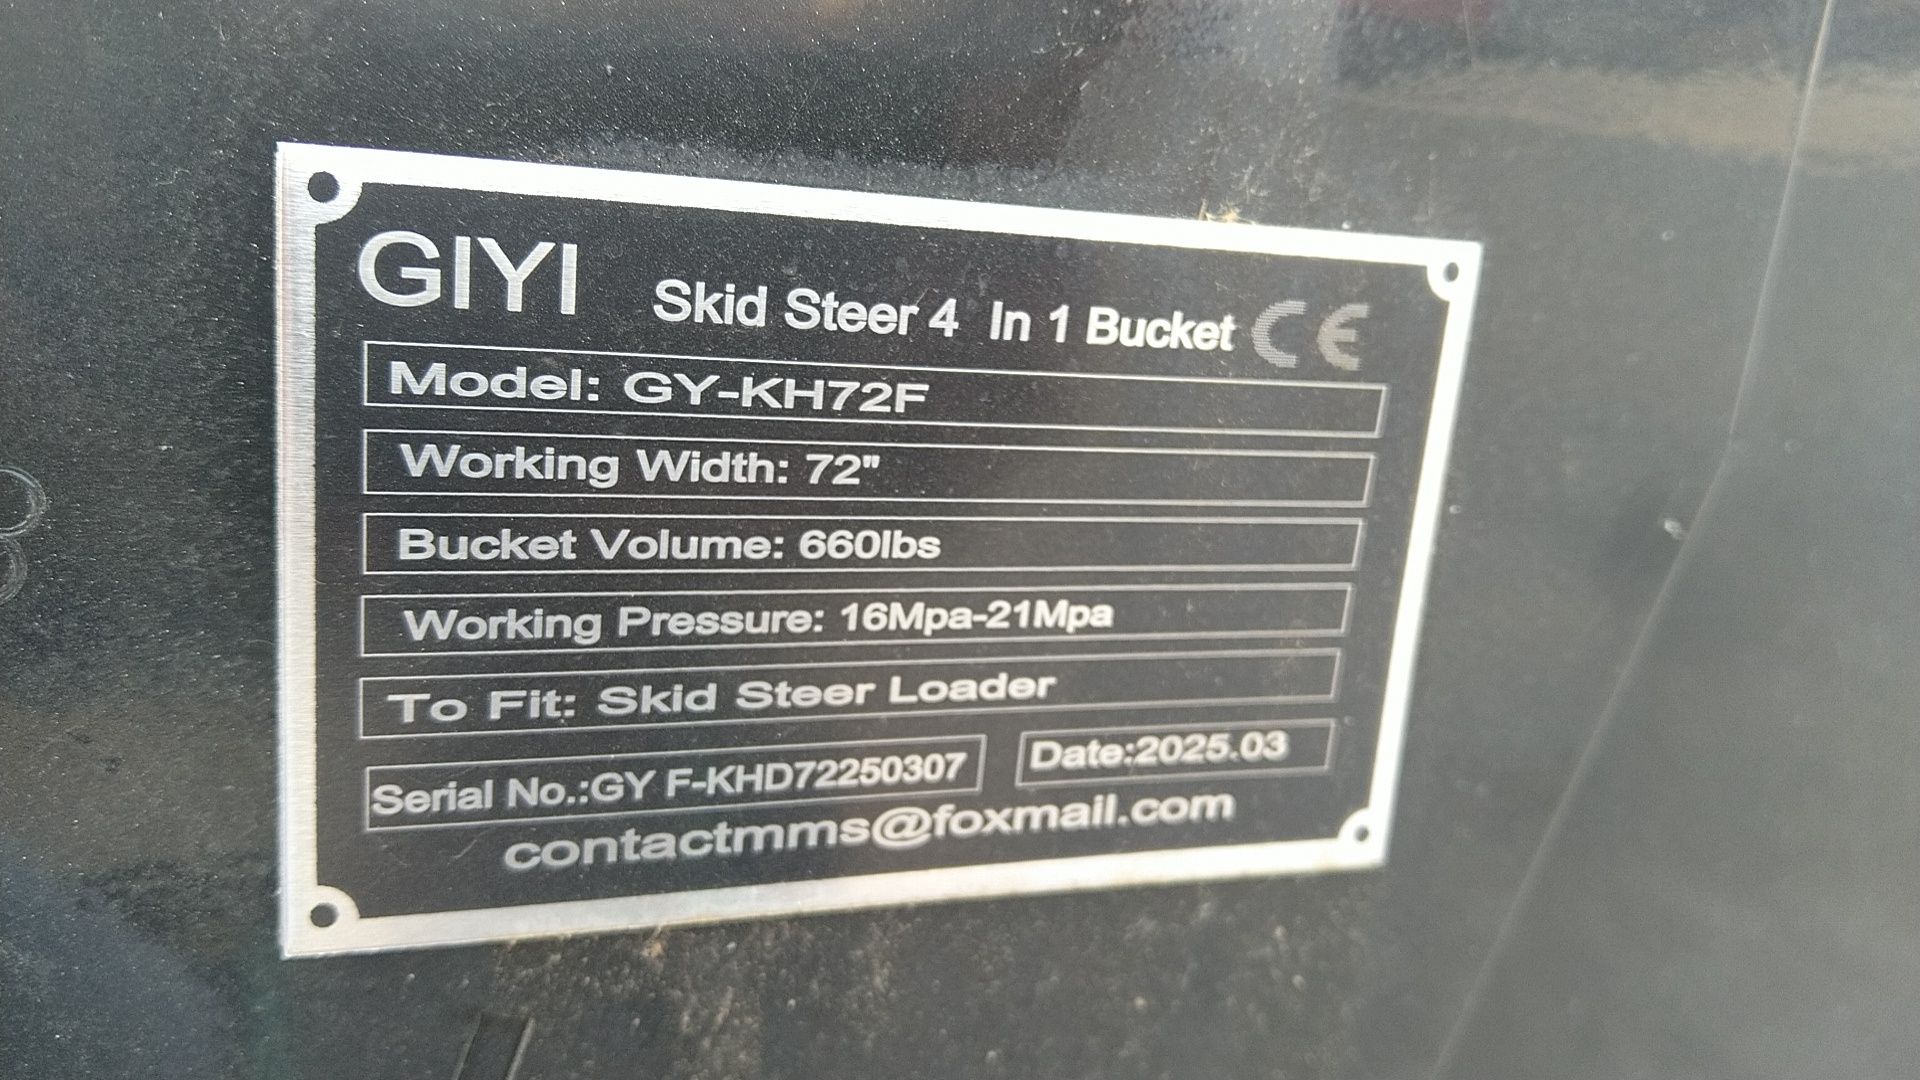 GIYI Skid Steer 4 In 1 Bucket CE
Model: GY-KH72F
Working Width: 72"
Bucket Volume: 660lbs
Working Pressure: 16Mpa-21Mpa
To Fit: Skid Steer Loader
Serial No.:GY F-KHD72250307 Date:2025.03
contactmms@foxmail.com